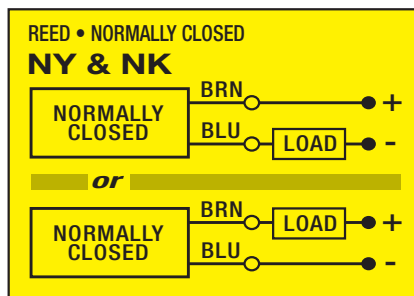 REED • NORMALLY CLOSED
NY & NK
NORMALLY
CLOSED
BRN
+
BLU
LOAD
-
or
NORMALLY
CLOSED
BRN
LOAD
+
BLU
-